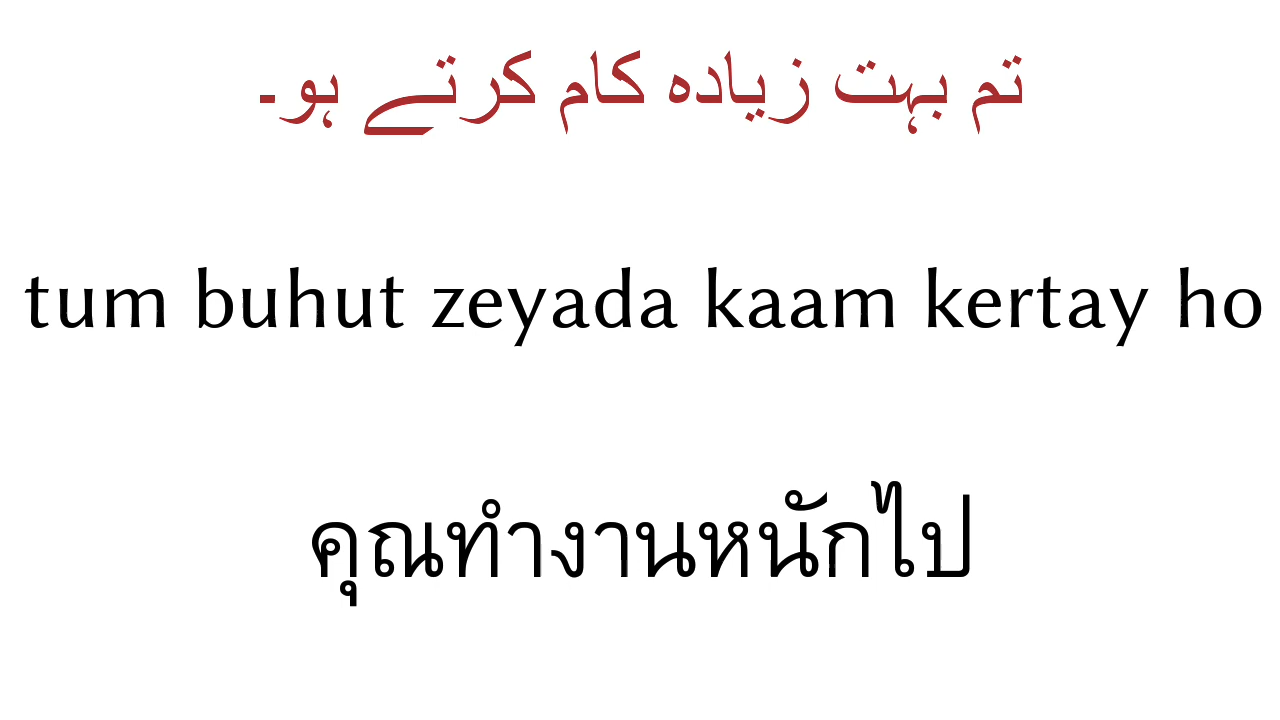 تم بہت زیادہ کام کرتے ہو۔
tum buhut zeyada kaam kertay ho
คุณทำงานหนักไป